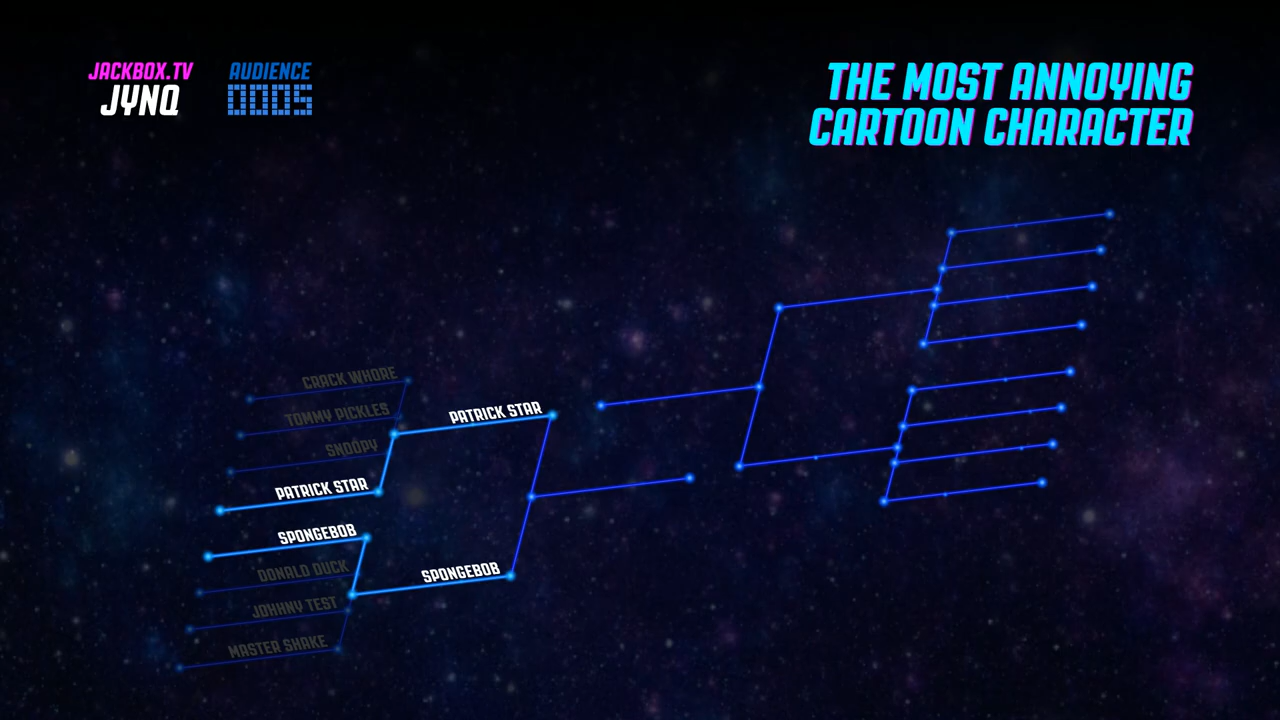 JACKBOX.TV
JYNQ
AUDIENCE
0005
THE MOST ANNOYING
CARTOON CHARACTER
CRACK WHORE
TOMMY PICKLES
SNOOPY
PATRICK STAR
PATRICK STAR
SPONGEBOB
DONALD DUCK
SPONGEBOB
JOHNNY TEST
MASTER SHAKE